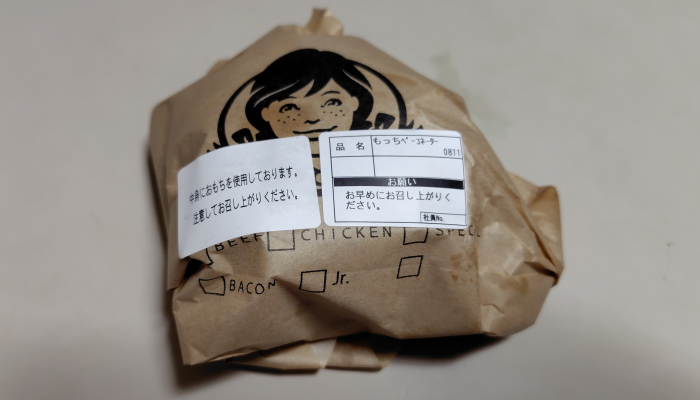 中身におもちを使用しております。
注意してお召し上がりください。
品 名
もっちベーコネーター
0811
お願い
お早めにお召し上がりく
ださい。
社員No.
BEEF CHICKEN SPEC
BACON Jr.